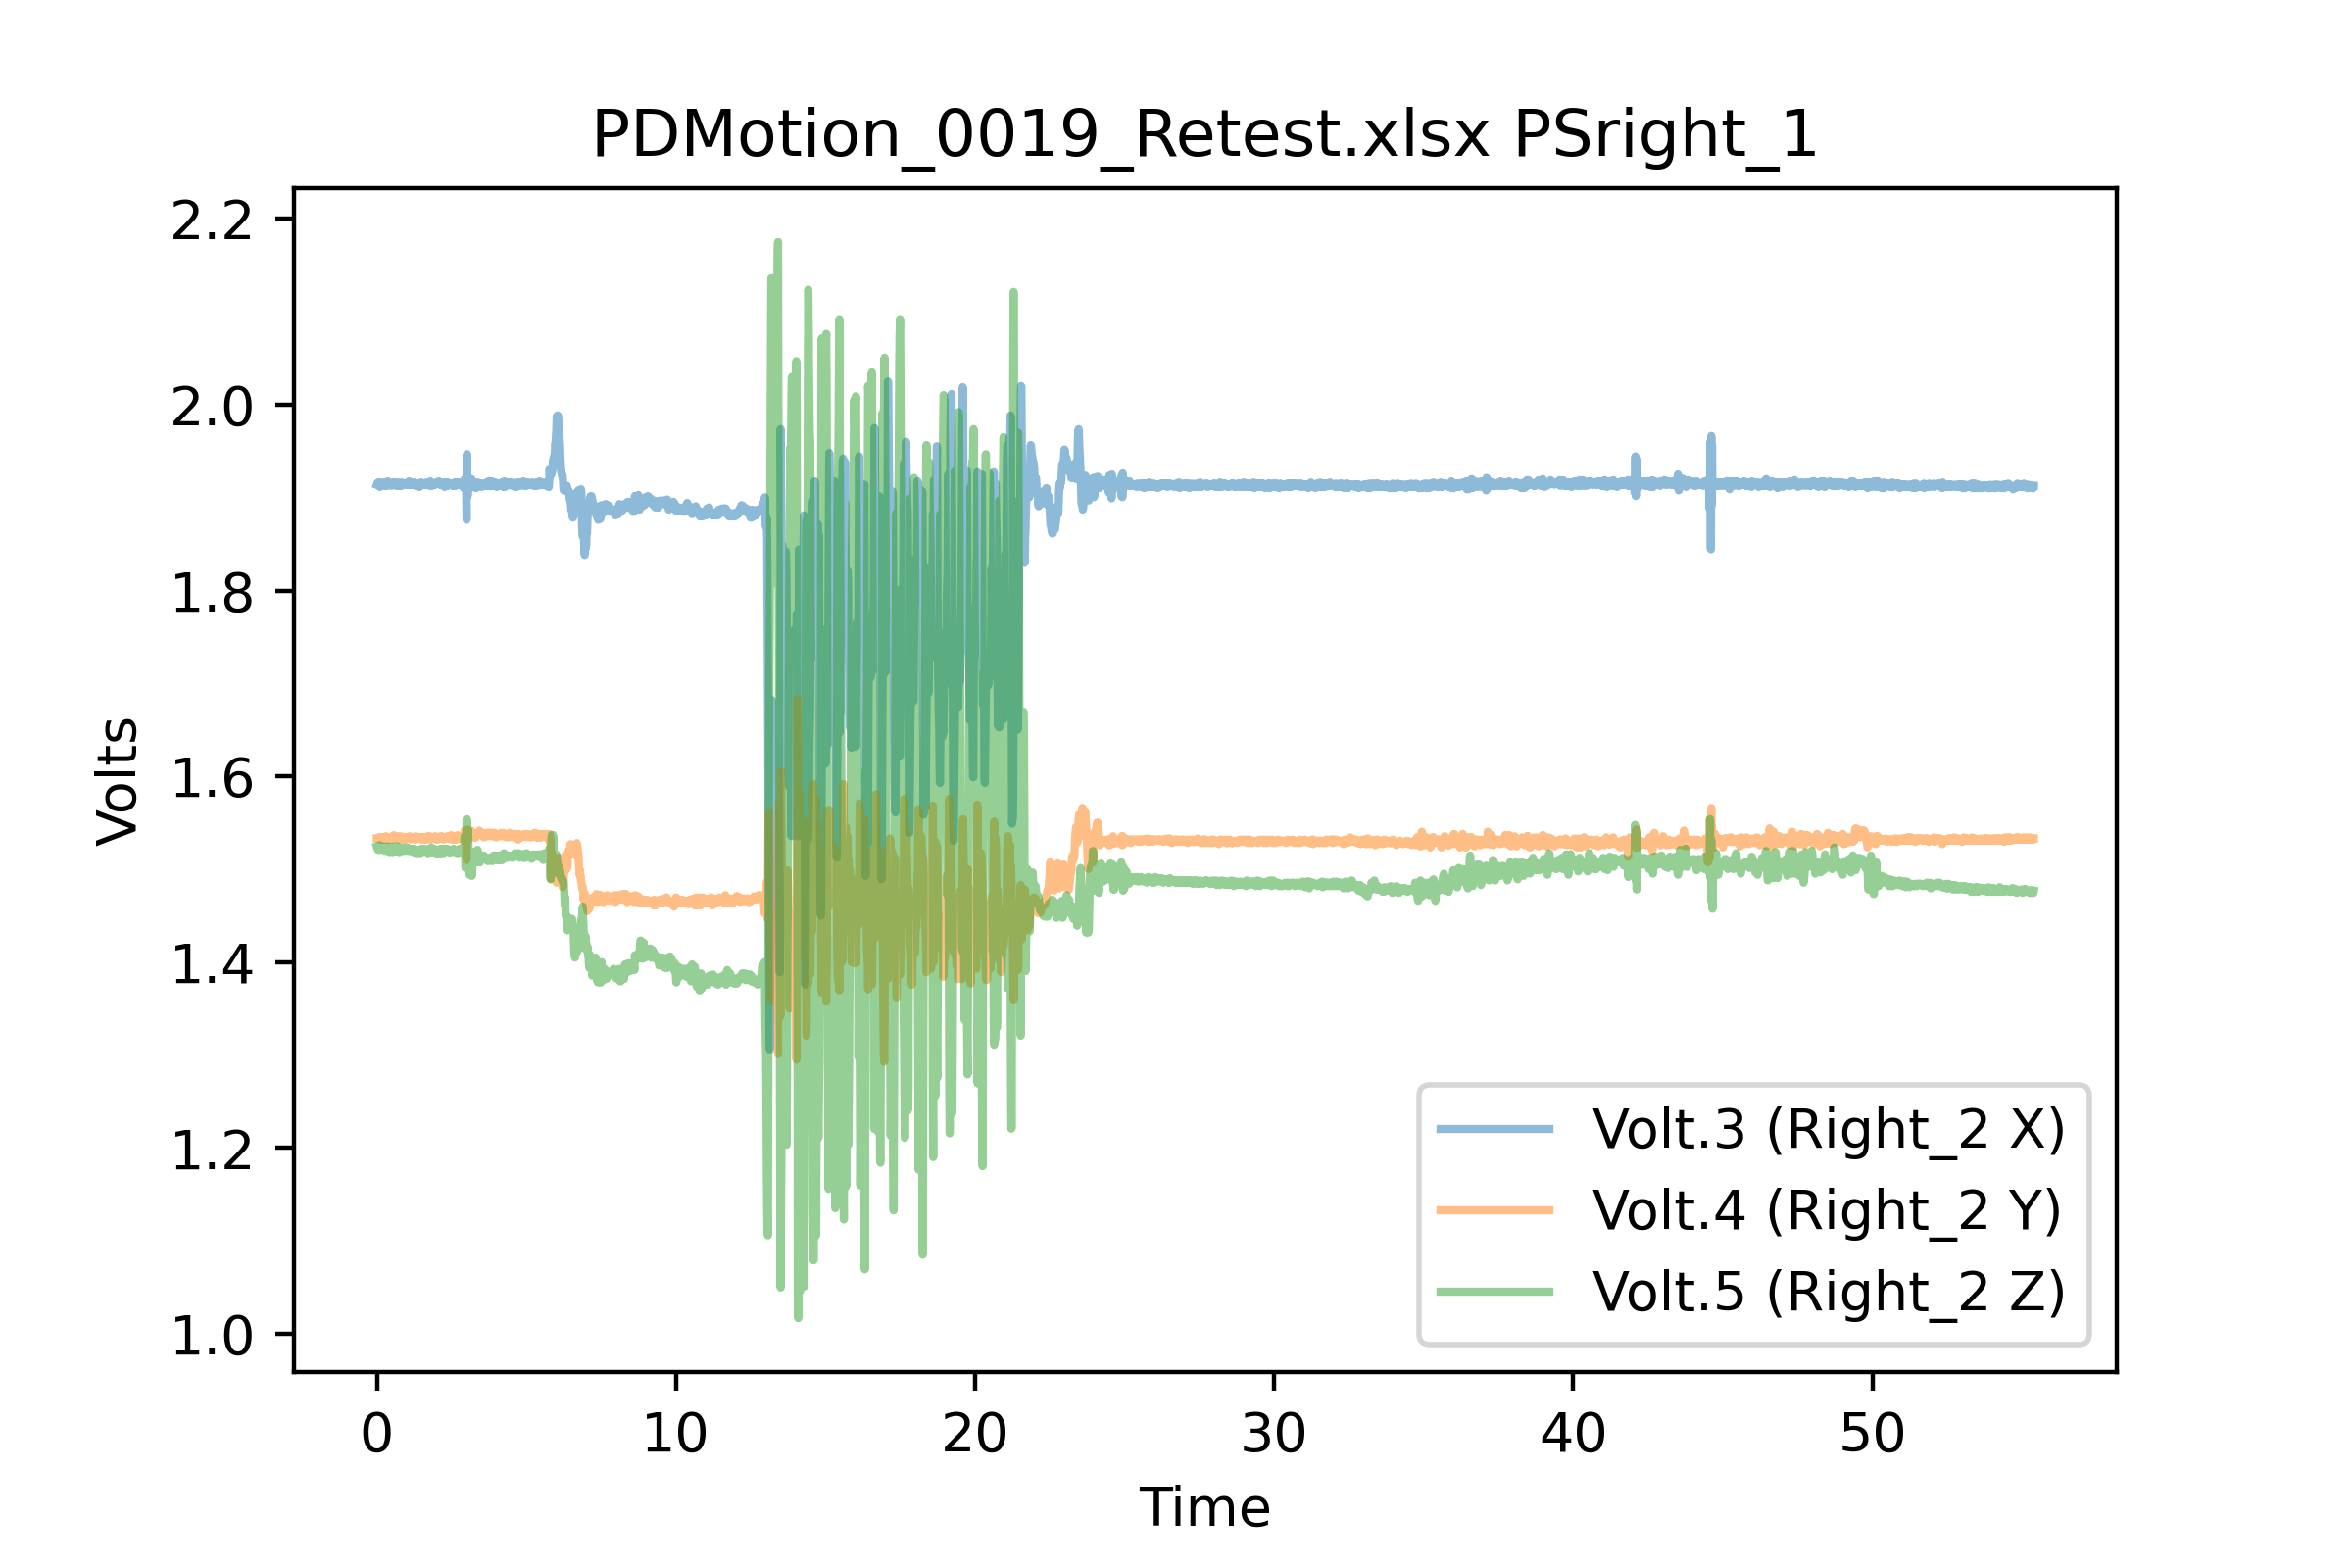 PDMotion_0019_Retest.xlsx PSright_1
2.2
2.0
1.8
1.6
1.4
1.2
1.0
Volts
Volt.3 (Right_2 X)
Volt.4 (Right_2 Y)
Volt.5 (Right_2 Z)
0 10 20 30 40 50
Time